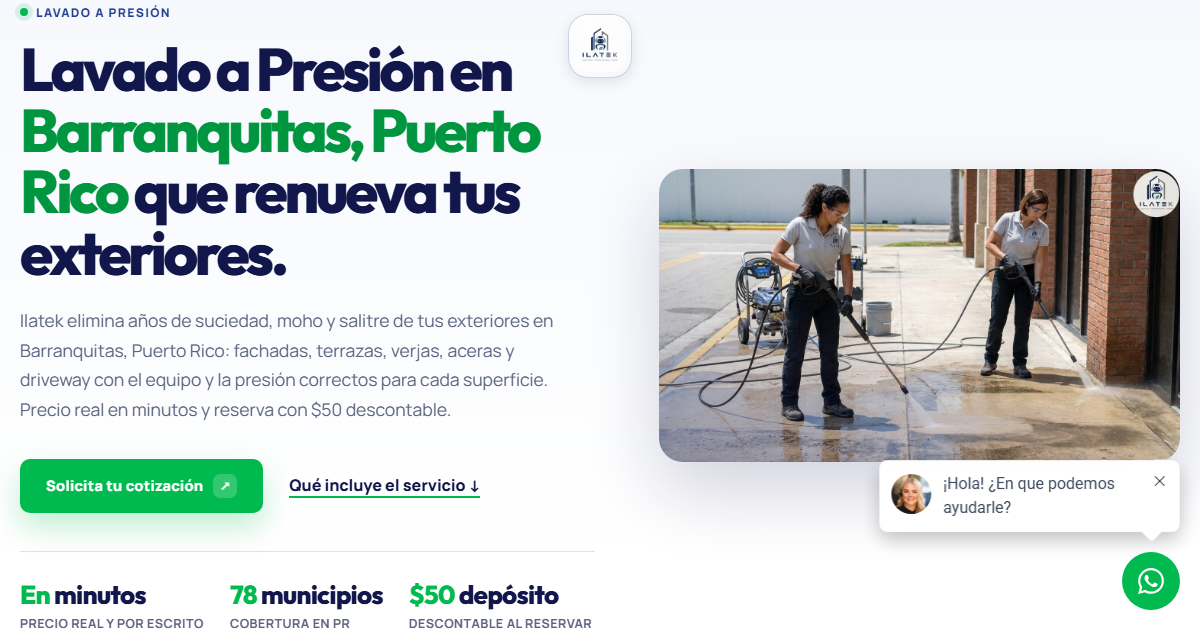 LAVADO A PRESIÓN
ILATEK
Lavado a Presión en
Barranquitas, Puerto
Rico que renueva tus
exteriores.
Ilatek elimina años de suciedad, moho y salitre de tus exteriores en
Barranquitas, Puerto Rico: fachadas, terrazas, verjas, aceras y
driveway con el equipo y la presión correctos para cada superficie.
Precio real en minutos y reserva con $50 descontable.
Solicita tu cotización ↗
Qué incluye el servicio ↓
ILATEK
¡Hola! ¿En que podemos
ayudarle?
En minutos
PRECIO REAL Y POR ESCRITO
78 municipios
COBERTURA EN PR
$50 depósito
DESCONTABLE AL RESERVAR